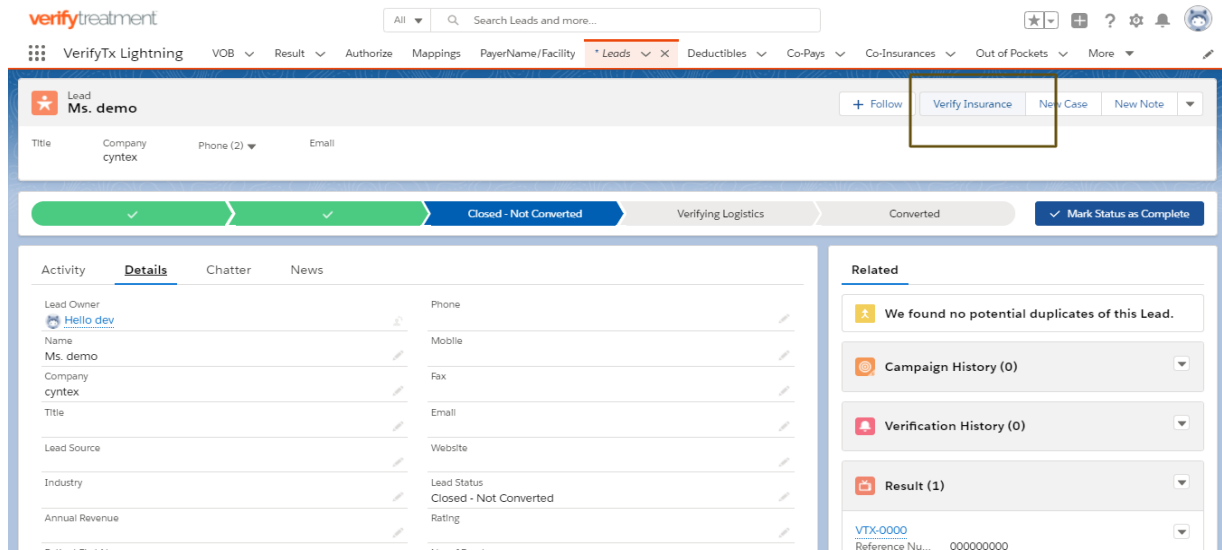 verifytreatment
All
Search Leads and more...
VerifyTx Lightning VOB Result Authorize Mappings PayerName/Facility * Leads Deductibles Co-Pays Co-Insurances Out of Pockets More
Lead
Ms. demo
+ Follow Verify Insurance New Case New Note
Title Company Phone (2) Email
cyntex
Closed - Not Converted Verifying Logistics Converted Mark Status as Complete
Activity Details Chatter News
Lead Owner
Hello dev
Name
Ms. demo
Company
cyntex
Title
Lead Source
Industry
Annual Revenue
Phone
Mobile
Fax
Email
Website
Lead Status
Closed - Not Converted
Rating
Related
We found no potential duplicates of this Lead.
Campaign History (0)
Verification History (0)
Result (1)
VTX-0000
Reference Nu... 000000000